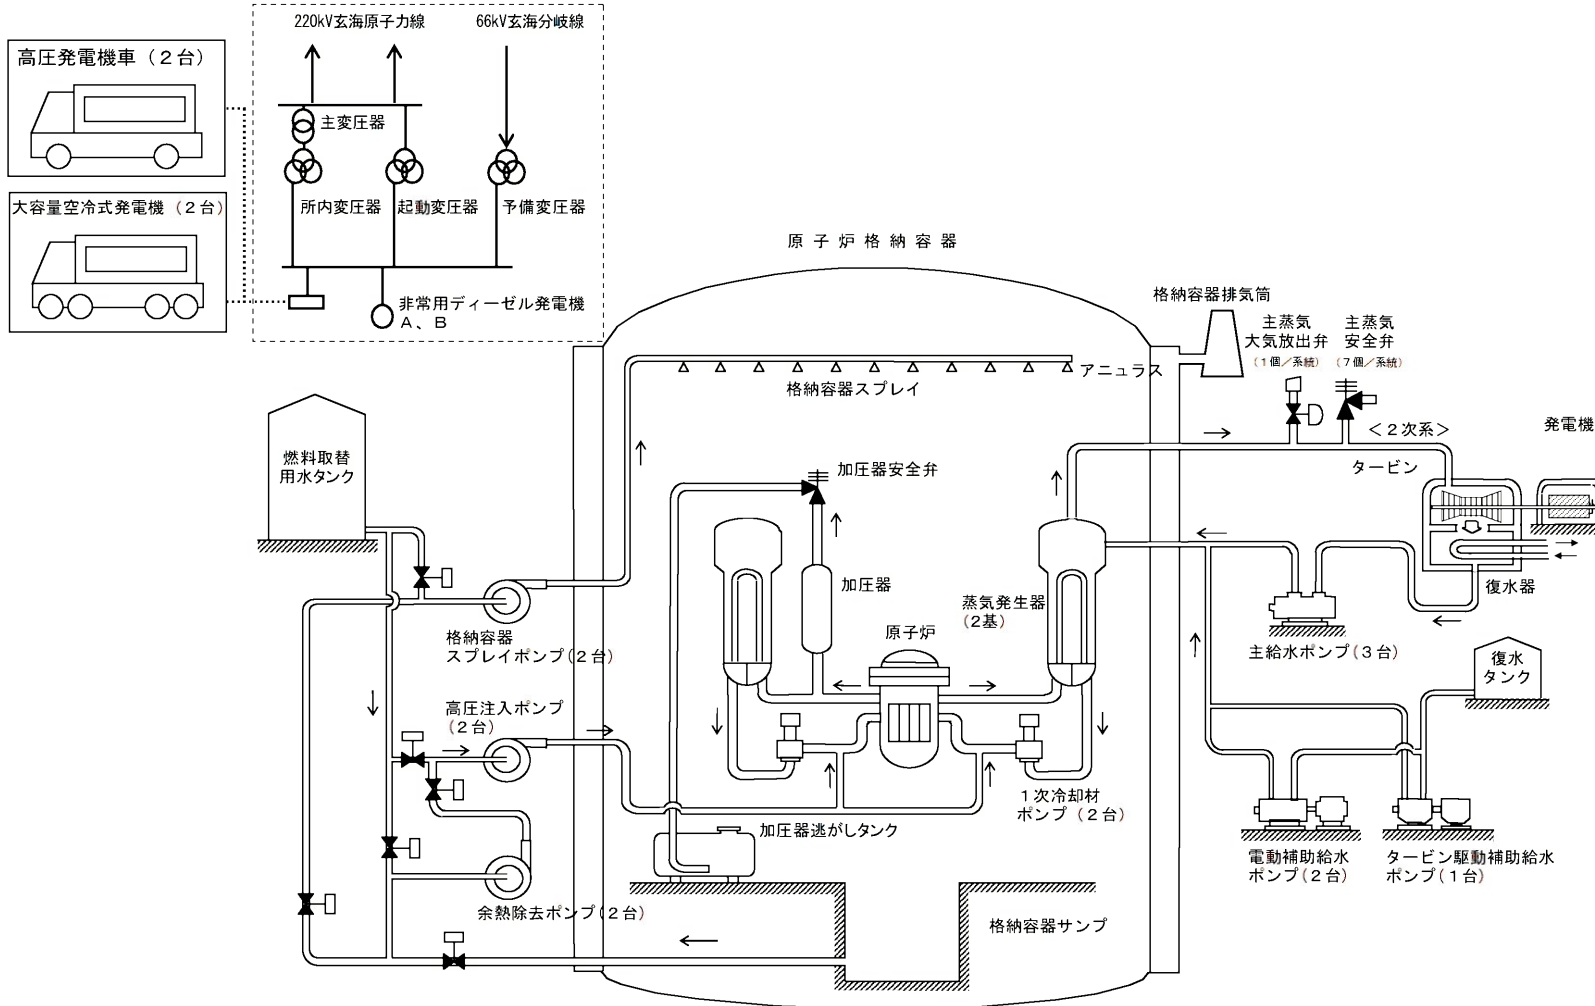 220kV玄海原子力線
66kV玄海分岐線
高圧発電機車(2台)
主変圧器
大容量空冷式発電機(2台)
所内変圧器
起動変圧器
予備変圧器
非常用ディーゼル発電機
A、B
原子炉格納容器
格納容器排気筒
主蒸気
大気放出弁
(1個/系統)
主蒸気
安全弁
(7個/系統)
アニュラス
格納容器スプレイ
<2次系>
発電機
タービン
燃料取替
用水タンク
加圧器安全弁
加圧器
蒸気発生器
(2基)
復水器
原子炉
格納容器
スプレイポンプ(2台)
主給水ポンプ(3台)
復水
タンク
高圧注入ポンプ
(2台)
1次冷却材
ポンプ(2台)
加圧器逃がしタンク
電動補助給水
ポンプ(2台)
タービン駆動補助給水
ポンプ(1台)
余熱除去ポンプ(2台)
格納容器サンプ